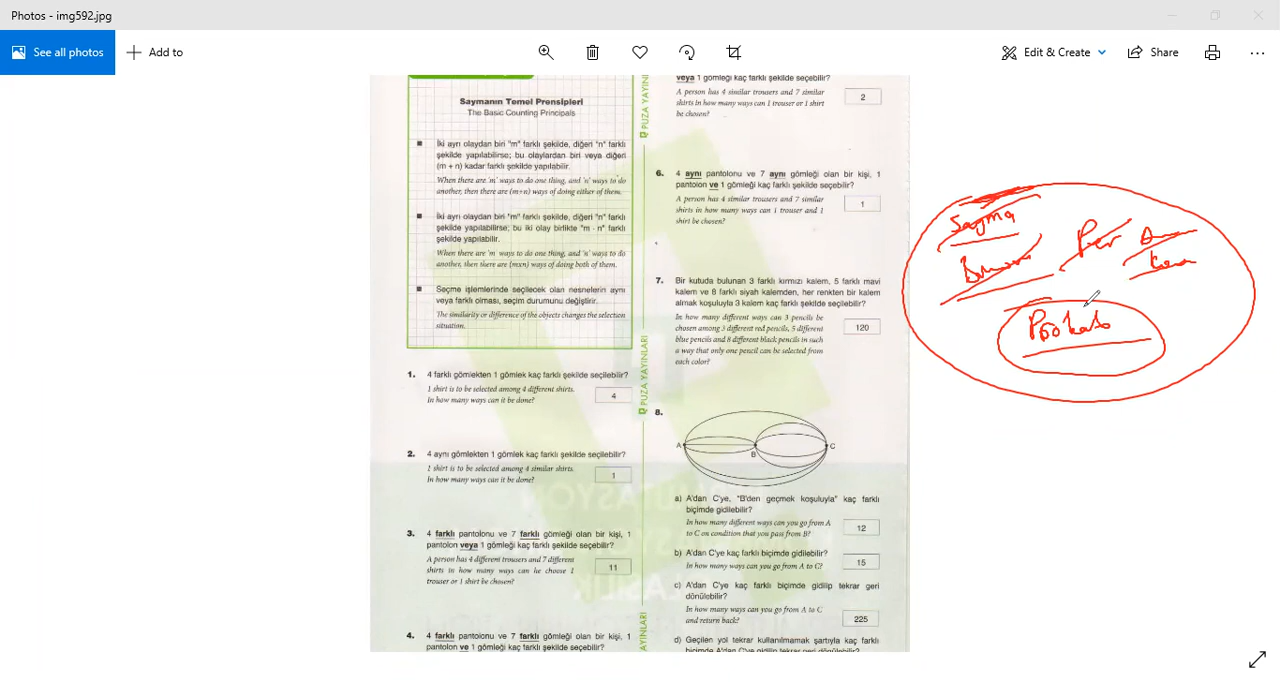 Photos - img592.jpg
See all photos
Add to
Edit & Create
Share
Saymanın Temel Prensipleri
The Basic Counting Principals
İki ayrı olaydan biri "m" farklı şekilde, diğeri "n" farklı
şekilde yapılabilirse; bu olaylardan biri veya diğeri
(m + n) kadar farklı şekilde yapılabilir.
When there are 'm' ways to do one thing, and 'n' ways to do
another, then there are (m+n) ways of doing either of them.
İki ayrı olaydan biri "m" farklı şekilde, diğeri "n" farklı
şekilde yapılabilirse; bu iki olay birlikte "m - n" farklı
şekilde yapılabilir.
When there are 'm' ways to do one thing, and 'n' ways to do
another, then there are (mxn) ways of doing both of them.
Seçme işlemlerinde seçilecek olan nesnelerin aynı
veya farklı olması, seçim durumunu değiştirir.
The similarity or difference of the objects changes the selection
situation.
1. 4 farklı gömlekten 1 gömlek kaç farklı şekilde seçilebilir?
1 shirt is to be selected among 4 different shirts.
In how many ways can it be done?
4
2. 4 aynı gömlekten 1 gömlek kaç farklı şekilde seçilebilir?
1 shirt is to be selected among 4 similar shirts.
In how many ways can it be done?
1
3. 4 farklı pantolonu ve 7 farklı gömleği olan bir kişi, 1
pantolon veya 1 gömleği kaç farklı şekilde seçebilir?
A person has 4 different trousers and 7 different
shirts in how many ways can he choose 1
trouser or 1 shirt be chosen?
11
4. 4 farklı pantolonu ve 7 farklı gömleği olan bir kişi, 1
pantolon ve 1 gömleği kaç farklı şekilde seçebilir?
PUZA YAYINI
PUZA YAYINLARI
AYINLARI
veya 1 gömleği kaç farklı şekilde seçebilir?
A person has 4 similar trousers and 7 similar
shirts in how many ways can 1 trouser or 1 shirt
be chosen?
2
6. 4 aynı pantolonu ve 7 aynı gömleği olan bir kişi, 1
pantolon ve 1 gömleği kaç farklı şekilde seçebilir?
A person has 4 similar trousers and 7 similar
shirts in how many ways can 1 trouser and 1
shirt be chosen?
1
7. Bir kutuda bulunan 3 farklı kırmızı kalem, 5 farklı mavi
kalem ve 8 farklı siyah kalemden, her renkten bir kalem
almak koşuluyla 3 kalem kaç farklı şekilde seçilebilir?
In how many different ways can 3 pencils be
chosen among 3 different red pencils, 5 different
blue pencils and 8 different black pencils in such
a way that only one pencil can be selected from
each color?
120
8.
A
B
C
a) A'dan C'ye, "B'den geçmek koşuluyla" kaç farklı
biçimde gidilebilir?
In how many different ways can you go from A
to C on condition that you pass from B?
12
b) A'dan C'ye kaç farklı biçimde gidilebilir?
In how many ways can you go from A to C?
15
c) A'dan C'ye kaç farklı biçimde gidilip tekrar geri
dönülebilir?
In how many ways can you go from A to C
and return back?
225
d) Geçilen yol tekrar kullanılmamak şartıyla kaç farklı
biçimde A'dan C'ye gidilip tekrar geri dönülebilir?
Sayma
Per